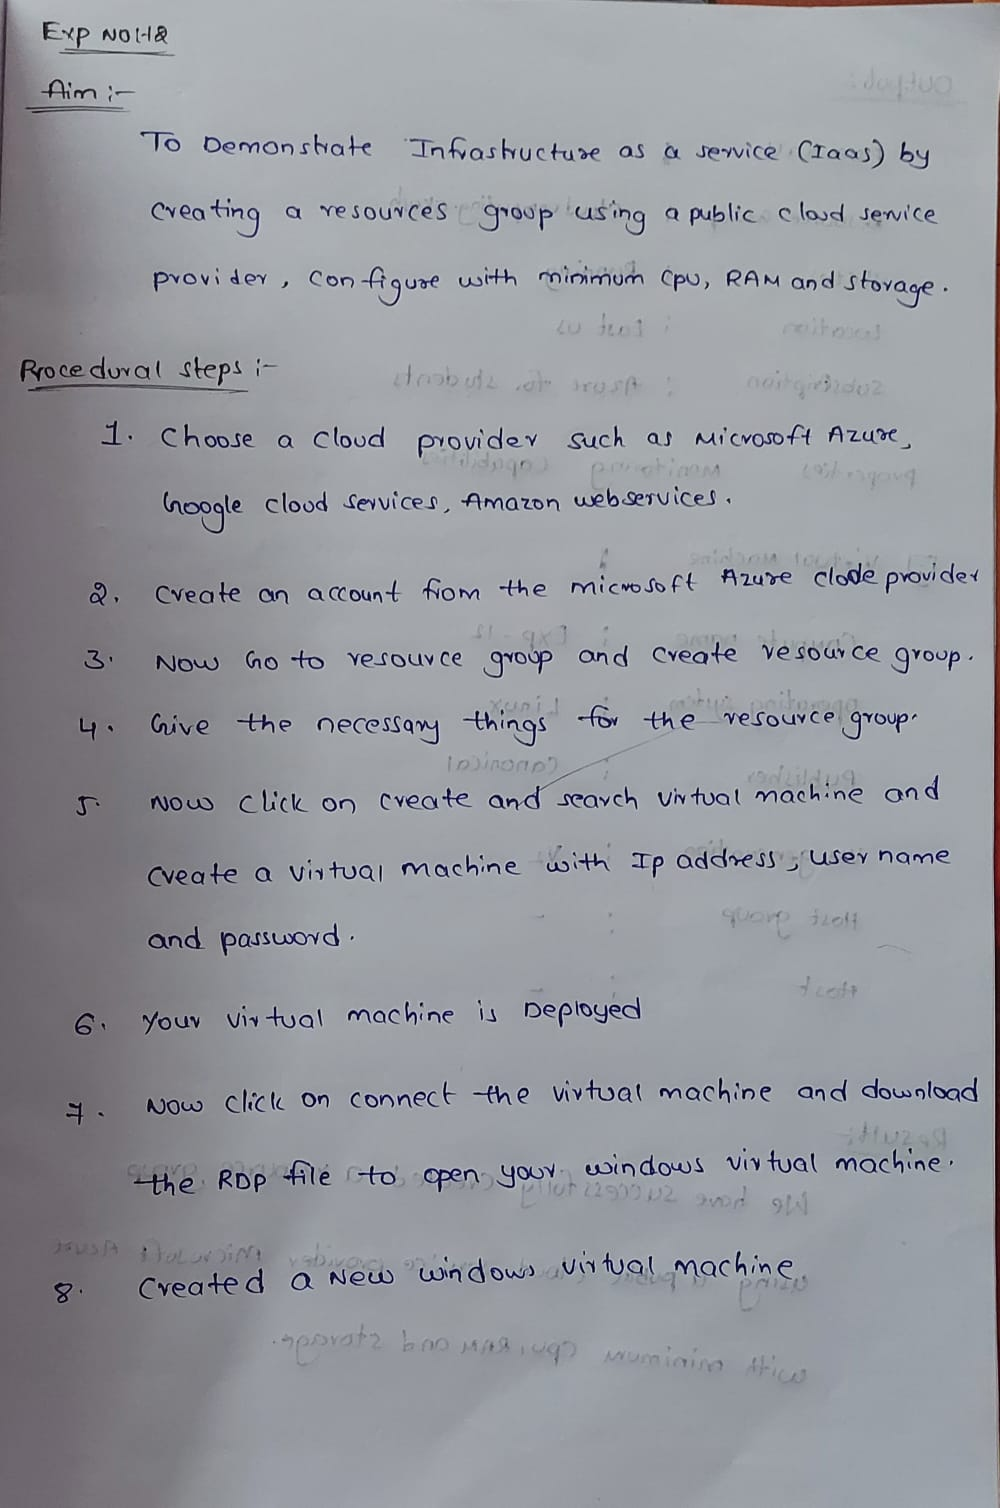 Exp NO:-18
Aim :-
To Demonstrate Infrastructure as a service (Iaas) by
creating a resources group using a public cloud service
provider, configure with minimum cpu, RAM and storage.
Procedural steps :-
1. Choose a cloud provider such as Microsoft Azure,
Google cloud services, Amazon webservices.
2. Create an account from the microsoft Azure clode provider
3. Now Go to resource group and create resource group.
4. Give the necessary things for the resource group.
5. Now click on create and search virtual machine and
create a virtual machine with Ip address, user name
and password.
6. Your virtual machine is Deployed
7. Now click on connect the virtual machine and download
the RDP file to open your windows virtual machine.
8. Created a New windows virtual machine.